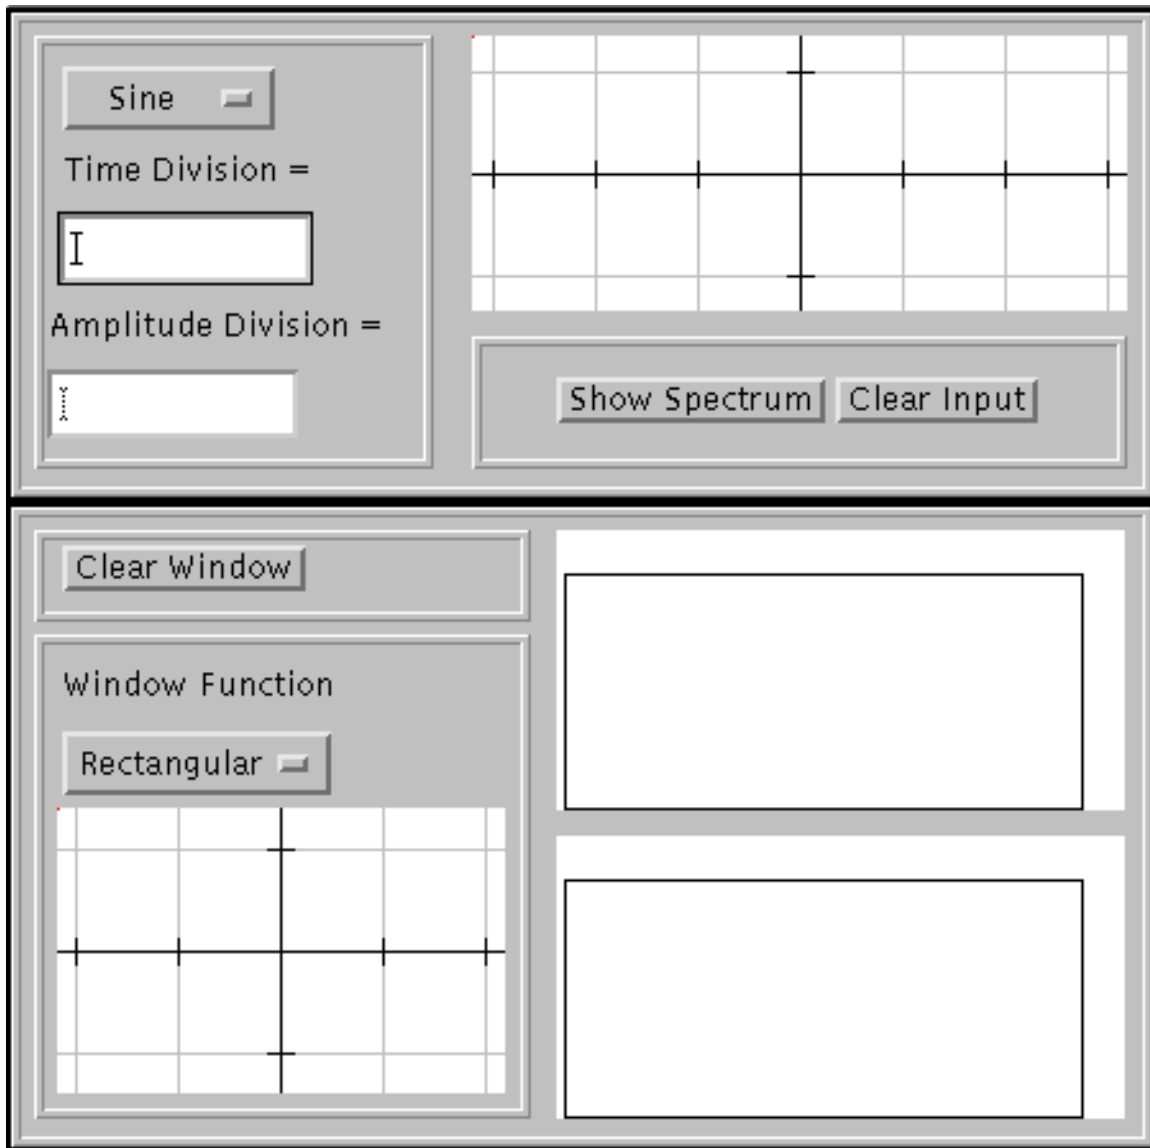 Sine
Time Division =
Amplitude Division =
Show Spectrum
Clear Input
Clear Window
Window Function
Rectangular